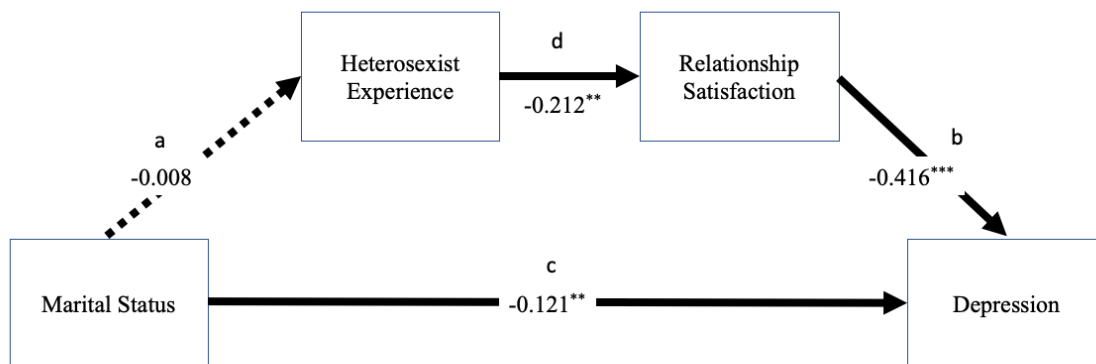 d
Heterosexist
Experience
-0.212**
Relationship
Satisfaction
a
-0.008
b
-0.416***
Marital Status
c
-0.121**
Depression